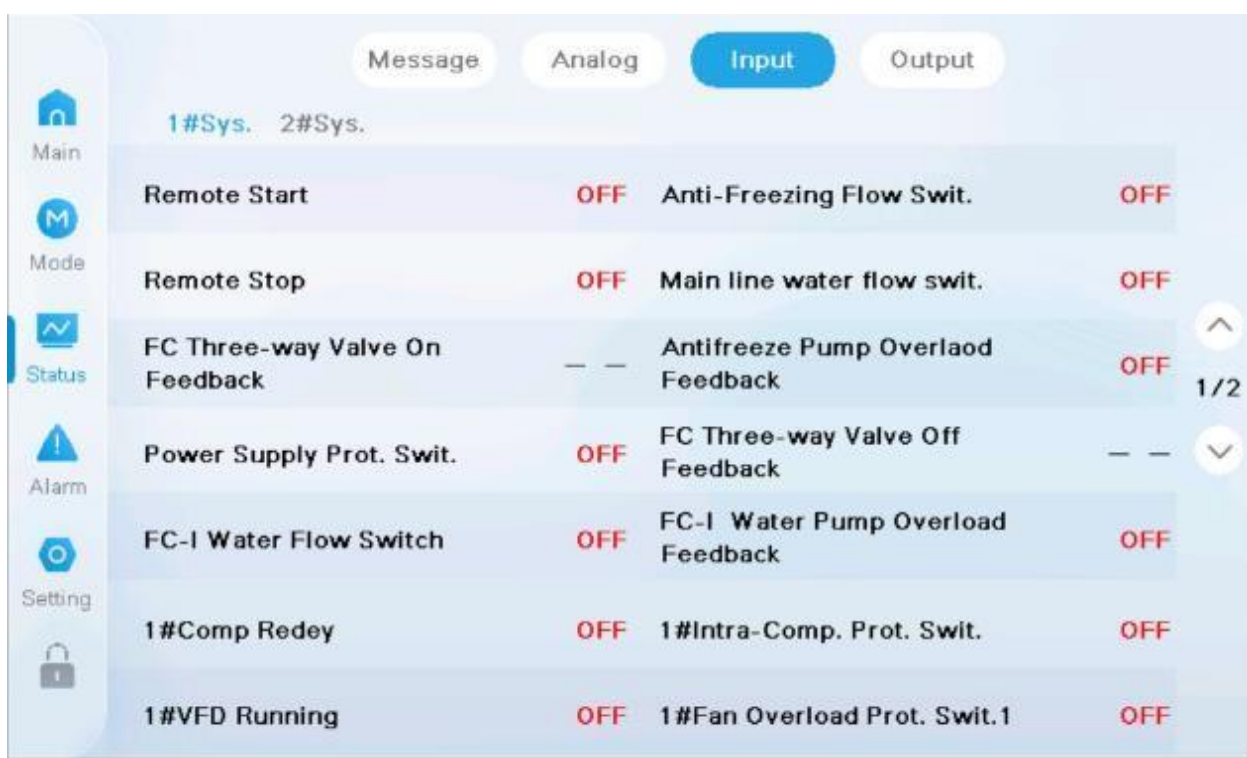 Message Analog Input Output
1#Sys. 2#Sys.
Main
Remote Start OFF Anti-Freezing Flow Swit. OFF
Mode
Remote Stop OFF Main line water flow swit. OFF
FC Three-way Valve On
Feedback – –
Antifreeze Pump Overlaod
Feedback OFF
Status
1/2
Power Supply Prot. Swit. OFF
FC Three-way Valve Off
Feedback – –
Alarm
FC-I Water Flow Switch OFF
FC-I Water Pump Overload
Feedback OFF
Setting
1#Comp Redey OFF 1#Intra-Comp. Prot. Swit. OFF
1#VFD Running OFF 1#Fan Overload Prot. Swit.1 OFF